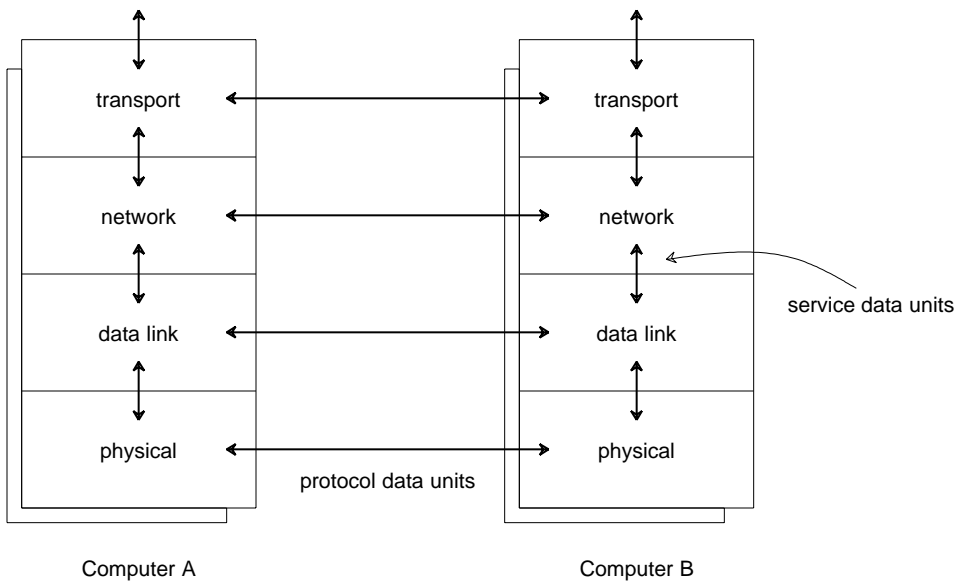 transport
transport
network
network
service data units
data link
data link
physical
physical
protocol data units
Computer A
Computer B